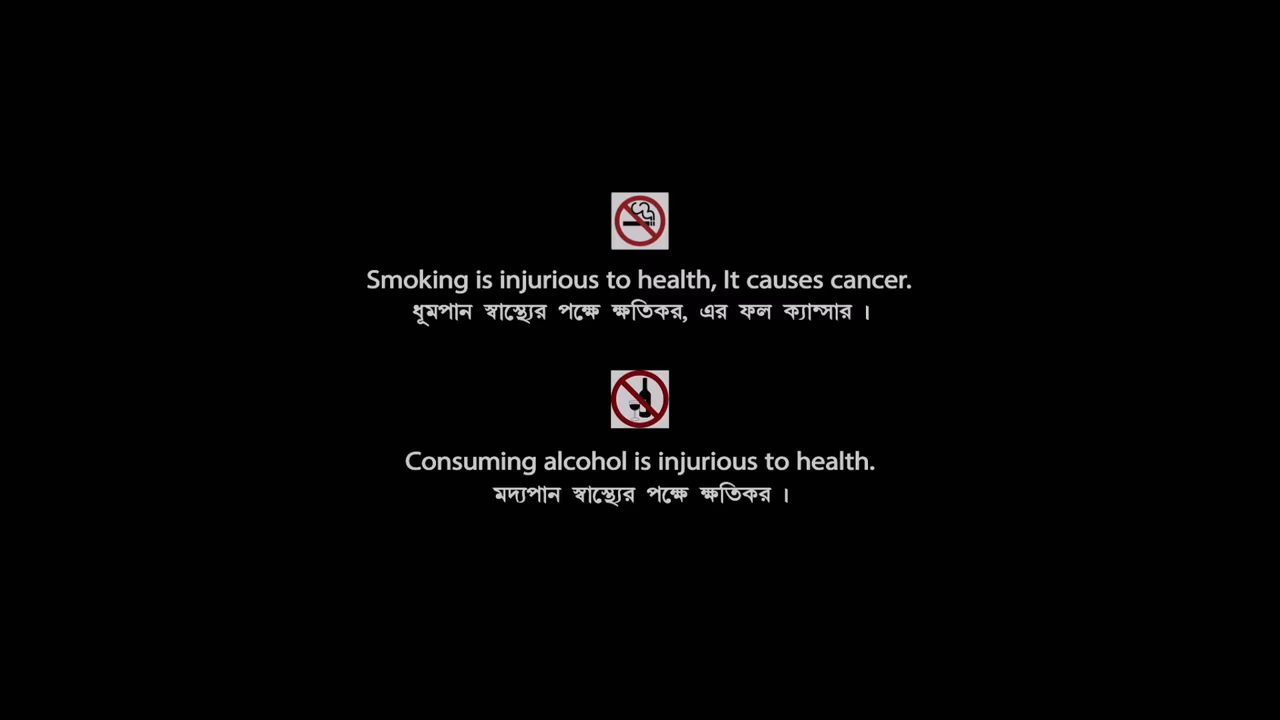 Smoking is injurious to health, It causes cancer.
ধূমপান স্বাস্থ্যের পক্ষে ক্ষতিকর, এর ফল ক্যান্সার ।
Consuming alcohol is injurious to health.
মদ্যপান স্বাস্থ্যের পক্ষে ক্ষতিকর ।